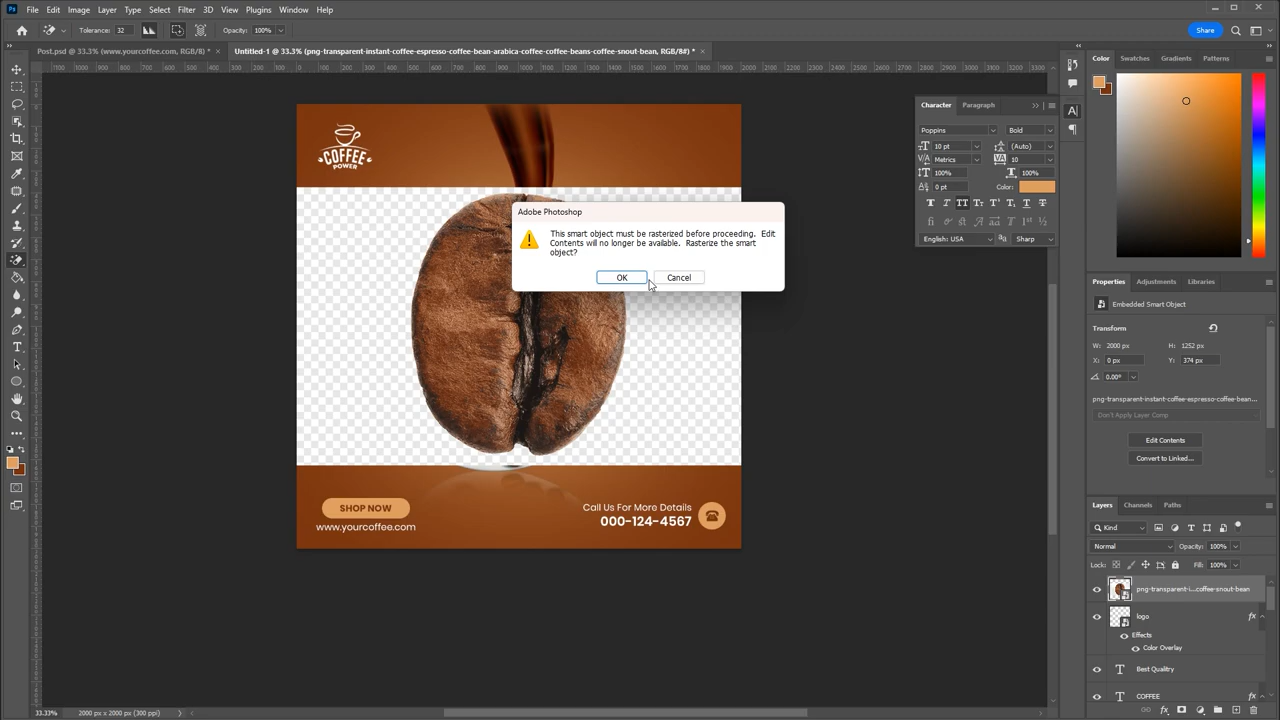 Ps File Edit Image Layer Type Select Filter 3D View Plugins Window Help
Tolerance: 32 Opacity: 100% Share
Post.psd @ 33.3% (www.yourcoffee.com, RGB/8) * × Untitled-1 @ 33.3% (png-transparent-instant-coffee-espresso-coffee-bean-arabica-coffee-coffee-beans-coffee-snout-bean, RGB/8#) * ×
Color Swatches Gradients Patterns
Character Paragraph
Poppins Bold
10 pt (Auto)
Metrics 10
100% 100%
0 pt Color:
English: USA Sharp
COFFEE
POWER
Adobe Photoshop
This smart object must be rasterized before proceeding. Edit
Contents will no longer be available. Rasterize the smart
object?
OK Cancel
SHOP NOW
www.yourcoffee.com
Call Us For More Details
000-124-4567
Properties Adjustments Libraries
Embedded Smart Object
Transform
W: 2000 px H: 1252 px
X: 0 px Y: 374 px
0.00°
png-transparent-instant-coffee-espresso-coffee-bean...
Don't Apply Layer Comp
Edit Contents
Convert to Linked...
Layers Channels Paths
Kind
Normal Opacity: 100%
Lock: Fill: 100%
png-transparent-i...coffee-snout-bean
logo fx
Effects
Color Overlay
Best Qualitry
COFFEE fx
33.33% 2000 px x 2000 px (300 ppi)